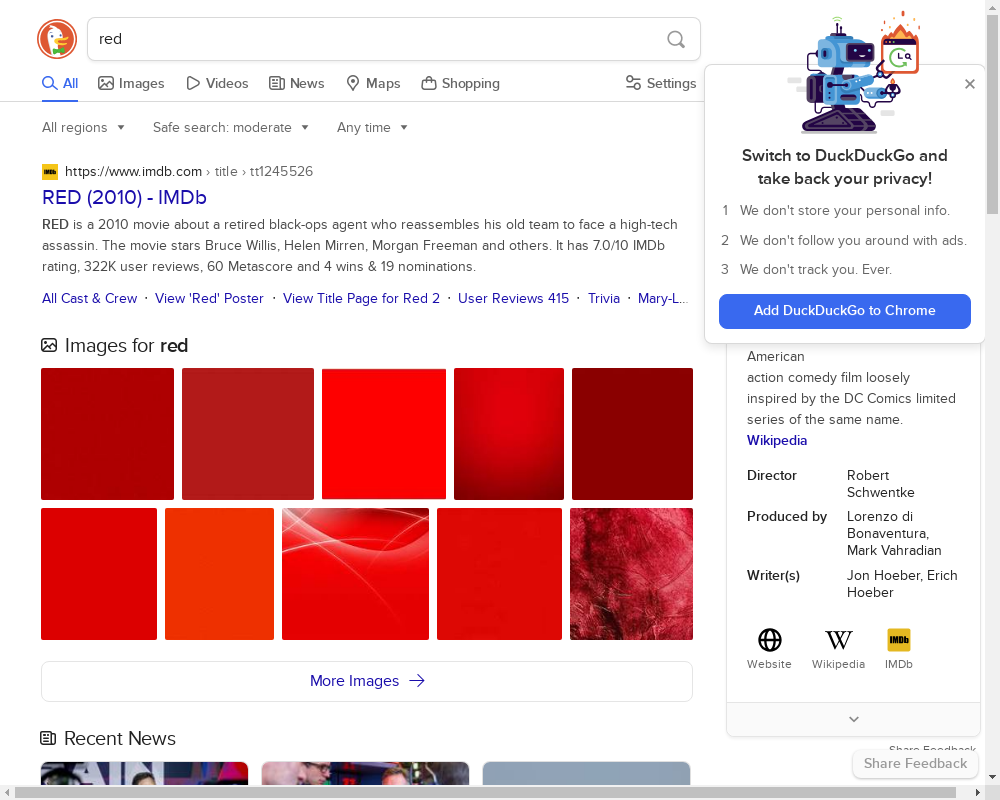 red
All
Images
Videos
News
Maps
Shopping
Settings
All regions
Safe search: moderate
Any time
IMDb
https://www.imdb.com › title › tt1245526
RED (2010) - IMDb
RED is a 2010 movie about a retired black-ops agent who reassembles his old team to face a high-tech
assassin. The movie stars Bruce Willis, Helen Mirren, Morgan Freeman and others. It has 7.0/10 IMDb
rating, 322K user reviews, 60 Metascore and 4 wins & 19 nominations.
All Cast & Crew · View 'Red' Poster · View Title Page for Red 2 · User Reviews 415 · Trivia · Mary-L...
Images for red
More Images
Recent News
Switch to DuckDuckGo and
take back your privacy!
1 We don't store your personal info.
2 We don't follow you around with ads.
3 We don't track you. Ever.
Add DuckDuckGo to Chrome
American
action comedy film loosely
inspired by the DC Comics limited
series of the same name.
Wikipedia
Director Robert
Schwentke
Produced by Lorenzo di
Bonaventura,
Mark Vahradian
Writer(s) Jon Hoeber, Erich
Hoeber
W
IMDb
Website
Wikipedia
IMDb
Share Feedback
Share Feedback